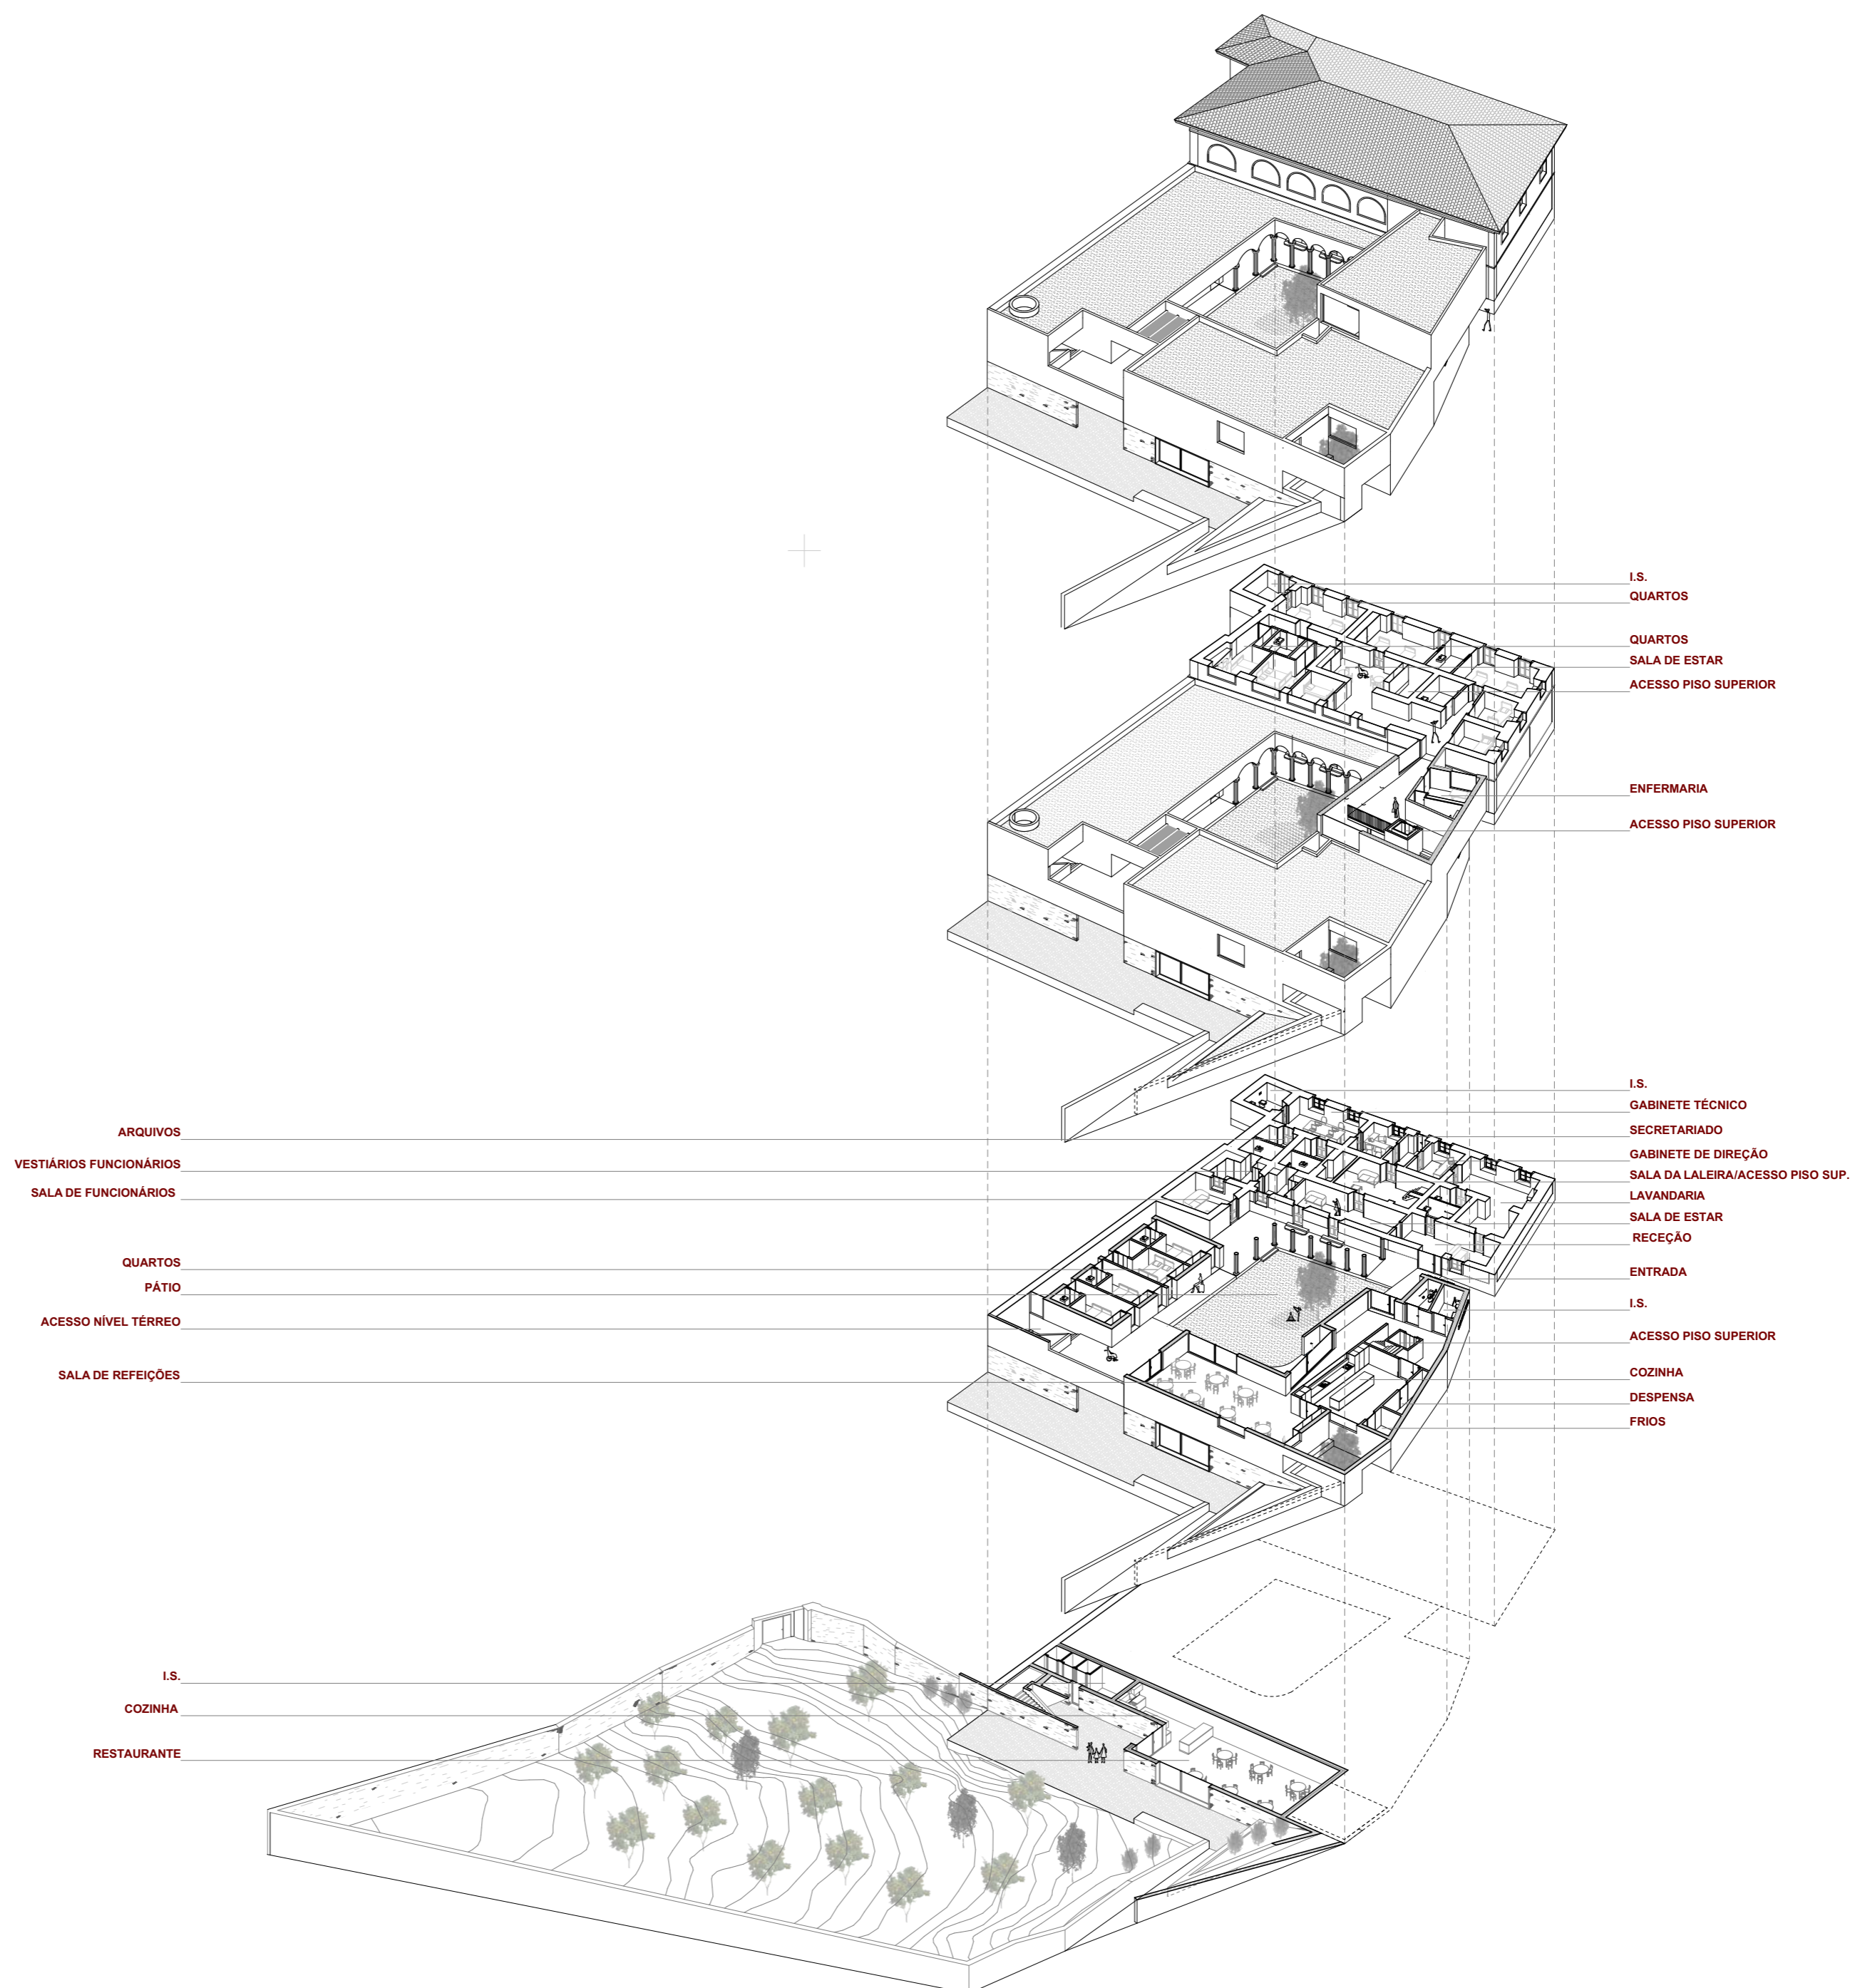 I.S.
QUARTOS
QUARTOS
SALA DE ESTAR
ACESSO PISO SUPERIOR
ENFERMARIA
ACESSO PISO SUPERIOR
I.S.
GABINETE TÉCNICO
SECRETARIADO
GABINETE DE DIREÇÃO
SALA DA LALEIRA/ACESSO PISO SUP.
LAVANDARIA
SALA DE ESTAR
RECEÇÃO
ENTRADA
I.S.
ACESSO PISO SUPERIOR
COZINHA
DESPENSA
FRIOS
ARQUIVOS
VESTIÁRIOS FUNCIONÁRIOS
SALA DE FUNCIONÁRIOS
QUARTOS
PÁTIO
ACESSO NÍVEL TÉRREO
SALA DE REFEIÇÕES
I.S.
COZINHA
RESTAURANTE